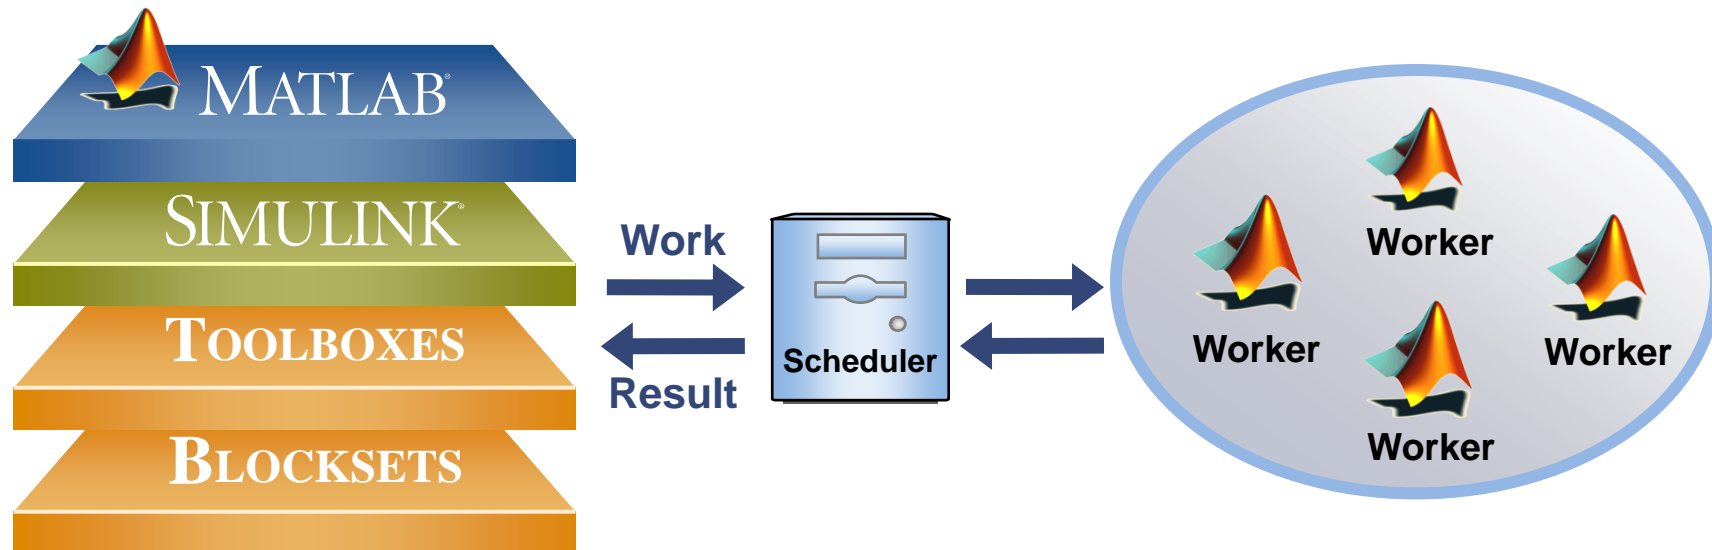 MATLAB®
SIMULINK®
TOOLBOXES
BLOCKSETS
Work
Result
Scheduler
Worker
Worker
Worker
Worker